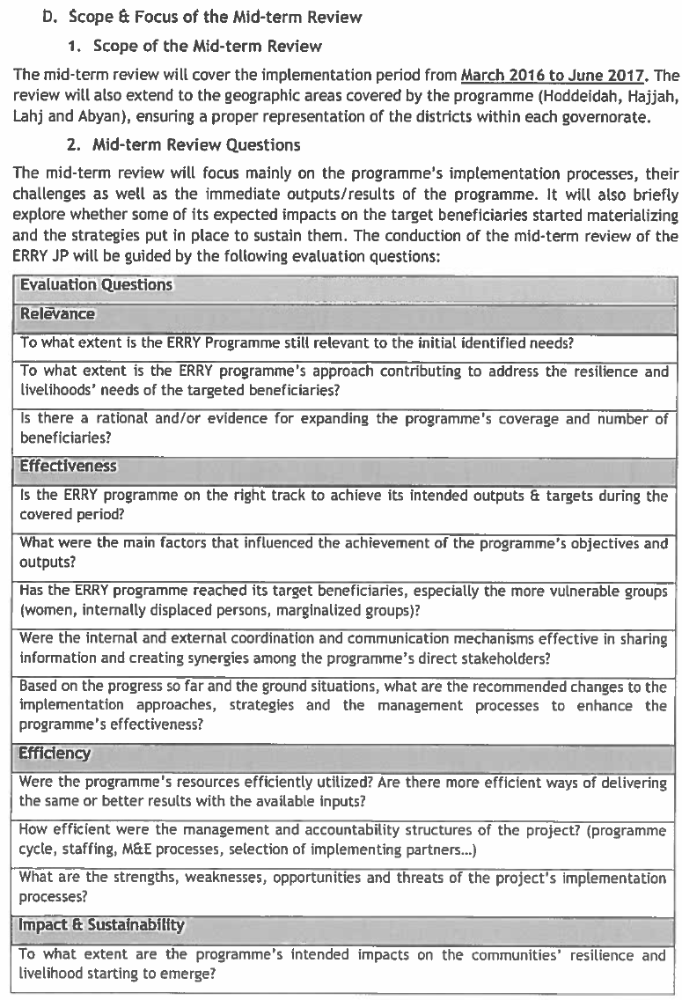 D. Scope & Focus of the Mid-term Review
1. Scope of the Mid-term Review
The mid-term review will cover the implementation period from March 2016 to June 2017. The
review will also extend to the geographic areas covered by the programme (Hoddeidah, Hajjah,
Lahj and Abyan), ensuring a proper representation of the districts within each governorate.
2. Mid-term Review Questions
The mid-term review will focus mainly on the programme's implementation processes, their
challenges as well as the immediate outputs/results of the programme. It will also briefly
explore whether some of its expected impacts on the target beneficiaries started materializing
and the strategies put in place to sustain them. The conduction of the mid-term review of the
ERRY JP will be guided by the following evaluation questions:
Evaluation Questions
Relevance
To what extent is the ERRY Programme still relevant to the initial identified needs?
To what extent is the ERRY programme's approach contributing to address the resilience and
livelihoods' needs of the targeted beneficiaries?
Is there a rational and/or evidence for expanding the programme's coverage and number of
beneficiaries?
Effectiveness
Is the ERRY programme on the right track to achieve its intended outputs & targets during the
covered period?
What were the main factors that influenced the achievement of the programme's objectives and
outputs?
Has the ERRY programme reached its target beneficiaries, especially the more vulnerable groups
(women, internally displaced persons, marginalized groups)?
Were the internal and external coordination and communication mechanisms effective in sharing
information and creating synergies among the programme's direct stakeholders?
Based on the progress so far and the ground situations, what are the recommended changes to the
implementation approaches, strategies and the management processes to enhance the
programme's effectiveness?
Efficiency
Were the programme's resources efficiently utilized? Are there more efficient ways of delivering
the same or better results with the available inputs?
How efficient were the management and accountability structures of the project? (programme
cycle, staffing, M&E processes, selection of implementing partners...)
What are the strengths, weaknesses, opportunities and threats of the project's implementation
processes?
Impact & Sustainability
To what extent are the programme's intended impacts on the communities' resilience and
livelihood starting to emerge?